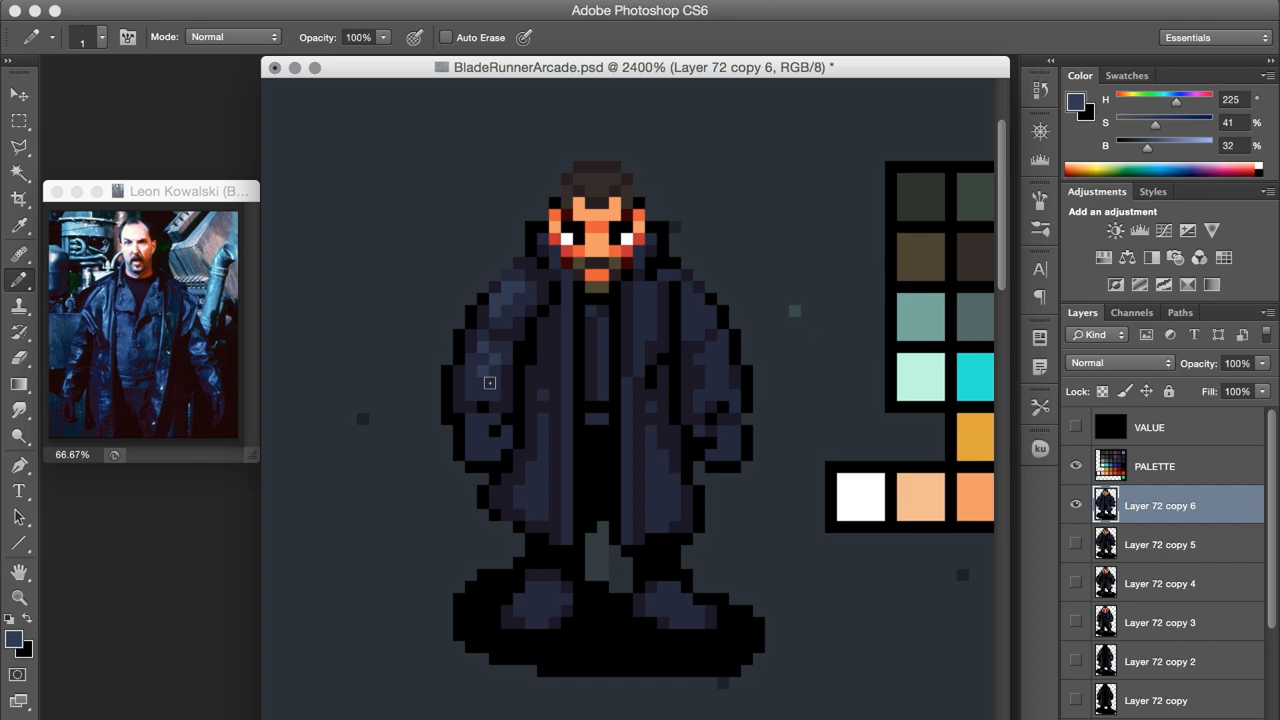 Adobe Photoshop CS6
1
Mode: Normal
Opacity: 100%
Auto Erase
Essentials
BladeRunnerArcade.psd @ 2400% (Layer 72 copy 6, RGB/8) *
Leon Kowalski (B...
66.67%
Color Swatches
H 225 °
S 41 %
B 32 %
Adjustments Styles
Add an adjustment
Layers Channels Paths
Kind
Normal Opacity: 100%
Lock: Fill: 100%
VALUE
PALETTE
Layer 72 copy 6
Layer 72 copy 5
Layer 72 copy 4
Layer 72 copy 3
Layer 72 copy 2
Layer 72 copy
ku